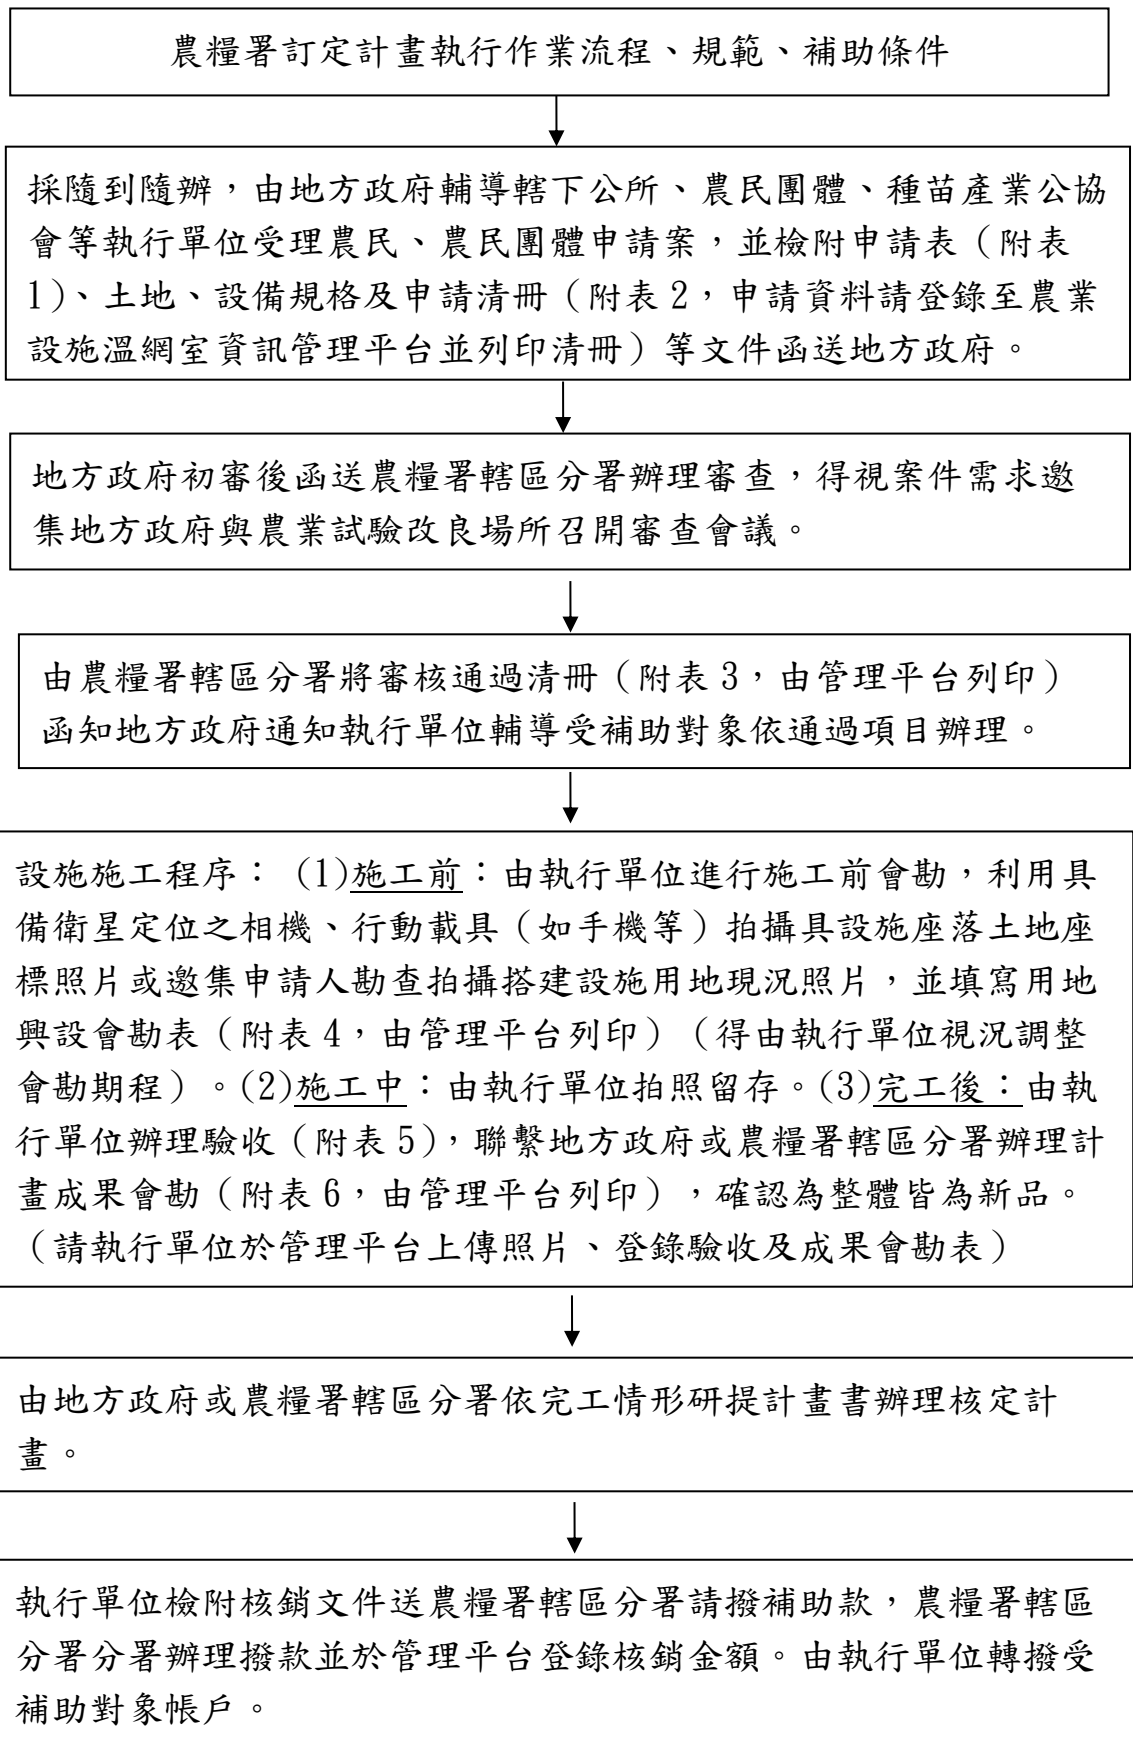 農糧署訂定計畫執行作業流程、規範、補助條件
採隨到隨辦，由地方政府輔導轄下公所、農民團體、種苗產業公協
會等執行單位受理農民、農民團體申請案，並檢附申請表（附表
1)、土地、設備規格及申請清冊（附表 2，申請資料請登錄至農業
設施溫網室資訊管理平台並列印清冊）等文件函送地方政府。
地方政府初審後函送農糧署轄區分署辦理審查，得視案件需求邀
集地方政府與農業試驗改良場所召開審查會議。
由農糧署轄區分署將審核通過清冊（附表 3，由管理平台列印）
函知地方政府通知執行單位輔導受補助對象依通過項目辦理。
設施施工程序： (1)施工前：由執行單位進行施工前會勘，利用具
備衛星定位之相機、行動載具（如手機等）拍攝具設施座落土地座
標照片或邀集申請人勘查拍攝搭建設施用地現況照片，並填寫用地
興設會勘表（附表 4，由管理平台列印）（得由執行單位視況調整
會勘期程）。(2)施工中：由執行單位拍照留存。(3)完工後：由執
行單位辦理驗收（附表 5)，聯繫地方政府或農糧署轄區分署辦理計
畫成果會勘（附表 6，由管理平台列印），確認為整體皆為新品。
（請執行單位於管理平台上傳照片、登錄驗收及成果會勘表）
由地方政府或農糧署轄區分署依完工情形研提計畫書辦理核定計
畫。
執行單位檢附核銷文件送農糧署轄區分署請撥補助款，農糧署轄區
分署分署辦理撥款並於管理平台登錄核銷金額。由執行單位轉撥受
補助對象帳戶。